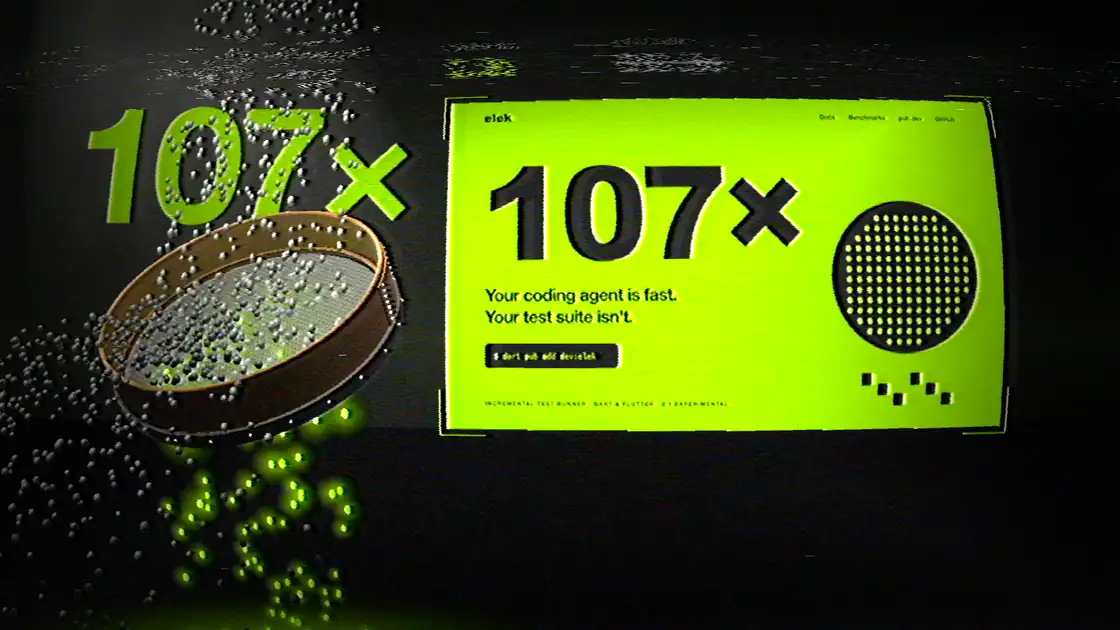 107×
elek
Docs Benchmarks pub.dev GitHub
107×
Your coding agent is fast.
Your test suite isn't.
$ dart pub add dev:elek
INCREMENTAL TEST RUNNER DART & FLUTTER 0.1 EXPERIMENTAL